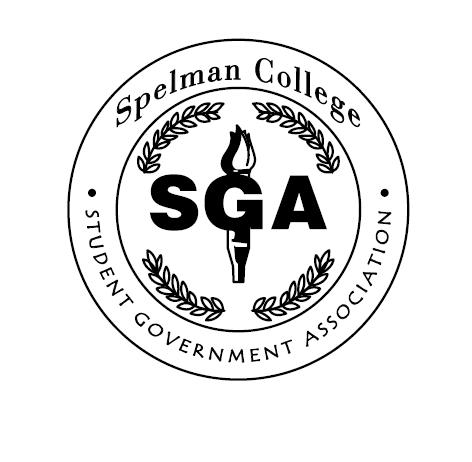 Spelman College
SGA
• STUDENT GOVERNMENT ASSOCIATION •